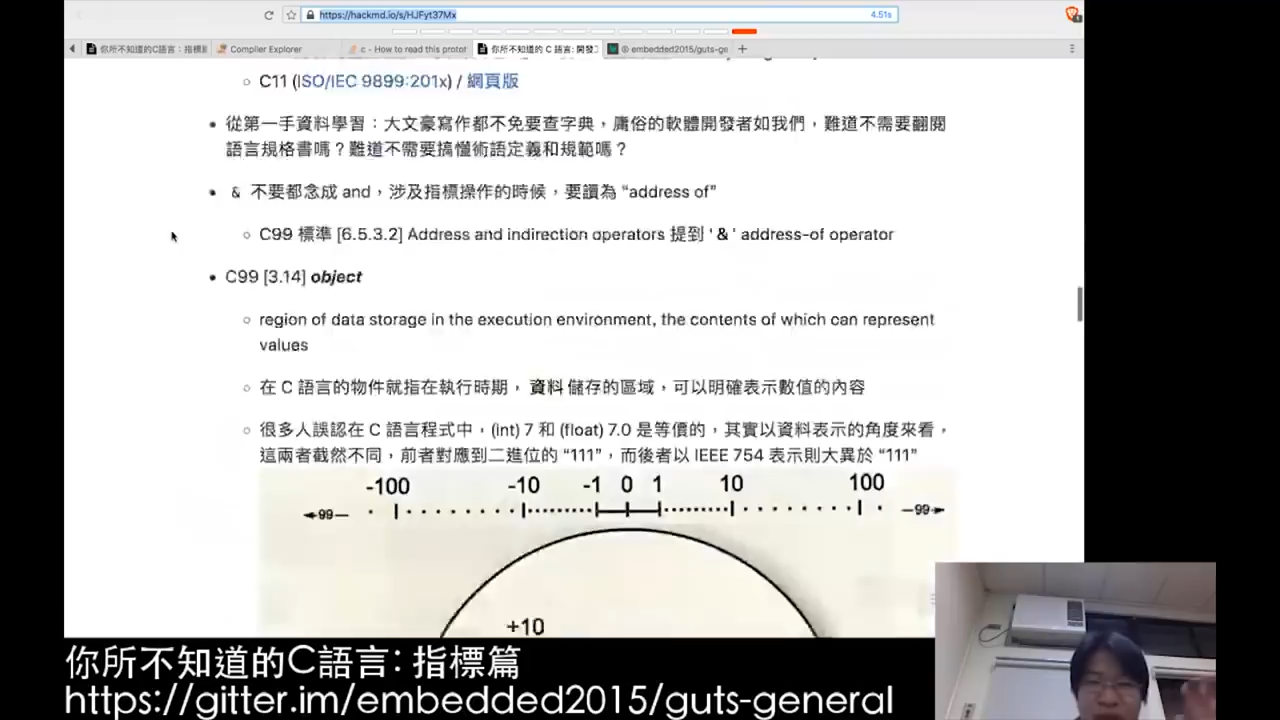 https://hackmd.io/s/HJFyt37Mx
4.51s
你所不知道的C語言：指標
Compiler Explorer
c - How to read this protot
你所不知道的 C 語言: 開發工
embedded2015/guts-ge
C11 (ISO/IEC 9899:201x) / 網頁版
從第一手資料學習：大文豪寫作都不免要查字典，庸俗的軟體開發者如我們，難道不需要翻閱
語言規格書嗎？難道不需要搞懂術語定義和規範嗎？
& 不要都念成 and，涉及指標操作的時候，要讀為 “address of”
C99 標準 [6.5.3.2] Address and indirection operators 提到 ' & ' address-of operator
C99 [3.14] object
region of data storage in the execution environment, the contents of which can represent
values
在 C 語言的物件就指在執行時期，資料儲存的區域，可以明確表示數值的內容
很多人誤認在 C 語言程式中，(int) 7 和 (float) 7.0 是等價的，其實以資料表示的角度來看，
這兩者截然不同，前者對應到二進位的 “111”，而後者以 IEEE 754 表示則大異於 “111”
-100 -10 -1 0 1 10 100
99 99
+10
你所不知道的C語言: 指標篇
https://gitter.im/embedded2015/guts-general